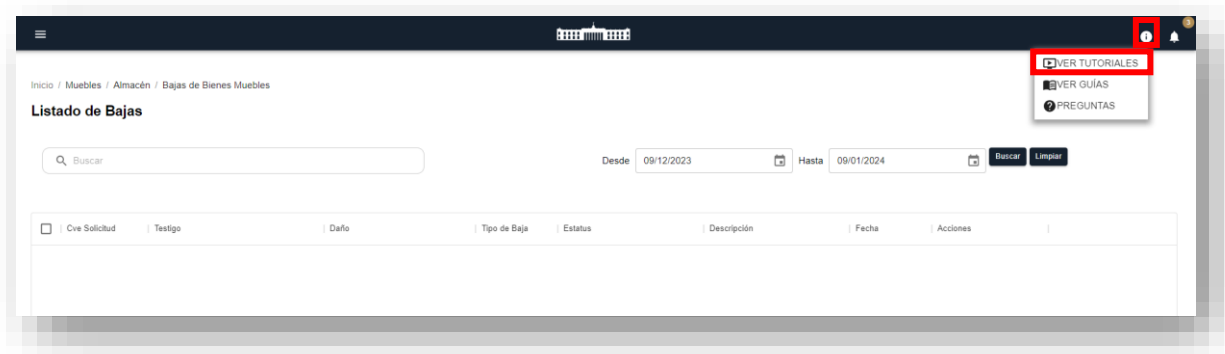 3
VER TUTORIALES
VER GUÍAS
PREGUNTAS
Inicio / Muebles / Almacén / Bajas de Bienes Muebles
Listado de Bajas
Buscar
Desde 09/12/2023 Hasta 09/01/2024 Buscar Limpiar
Cve Solicitud Testigo Daño Tipo de Baja Estatus Descripción Fecha Acciones